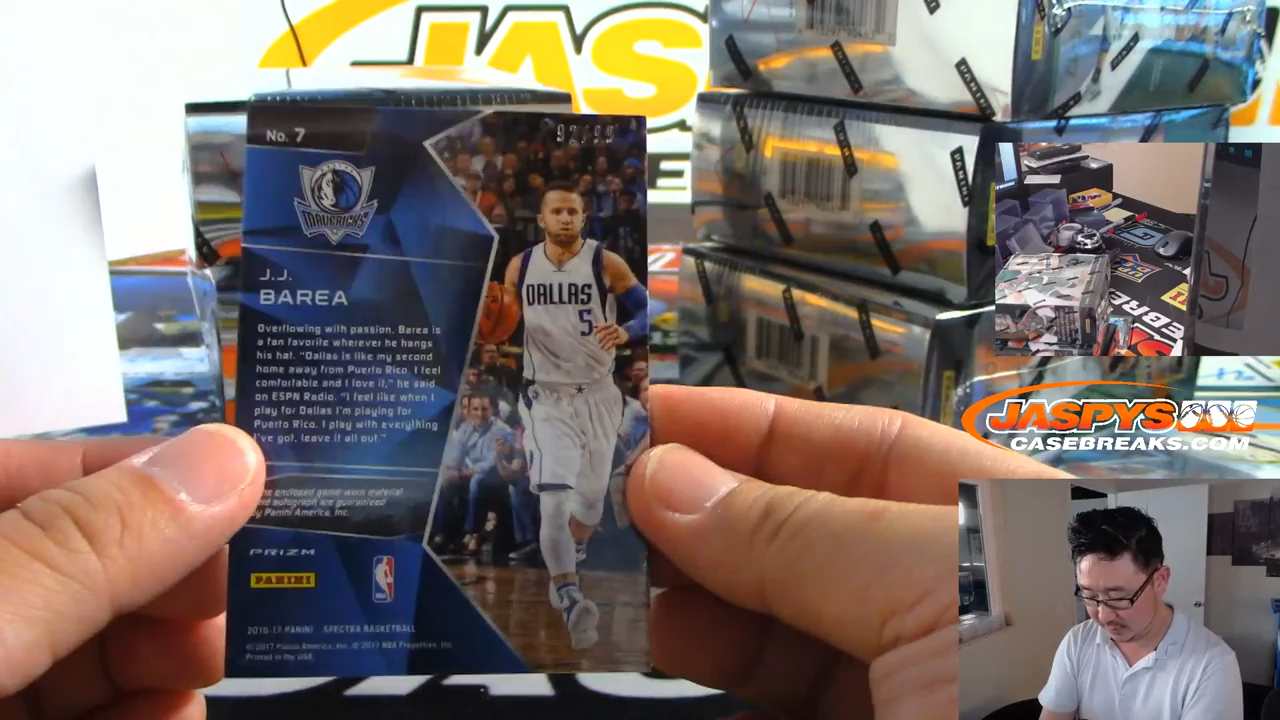 JAS
No. 7
92/99
MAVERICKS
J.J.
BAREA
Overflowing with passion, Barea is
a fan favorite wherever he hangs
his hat. "Dallas is like my second
home away from Puerto Rico. I feel
comfortable and I love it," he said
on ESPN Radio. "I feel like when I
play for Dallas I'm playing for
Puerto Rico. I play with everything
I've got, leave it all out."
DALLAS
5
enclosed game-worn material
and autograph are guaranteed
by Panini America, Inc.
PRIZM
PANINI
2016-17 PANINI SPECTRA BASKETBALL
© 2017 Panini America, Inc. © 2017 NBA Properties, Inc.
Printed in the USA
PANINI
PANINI
JASPYS
CASEBREAKS.COM